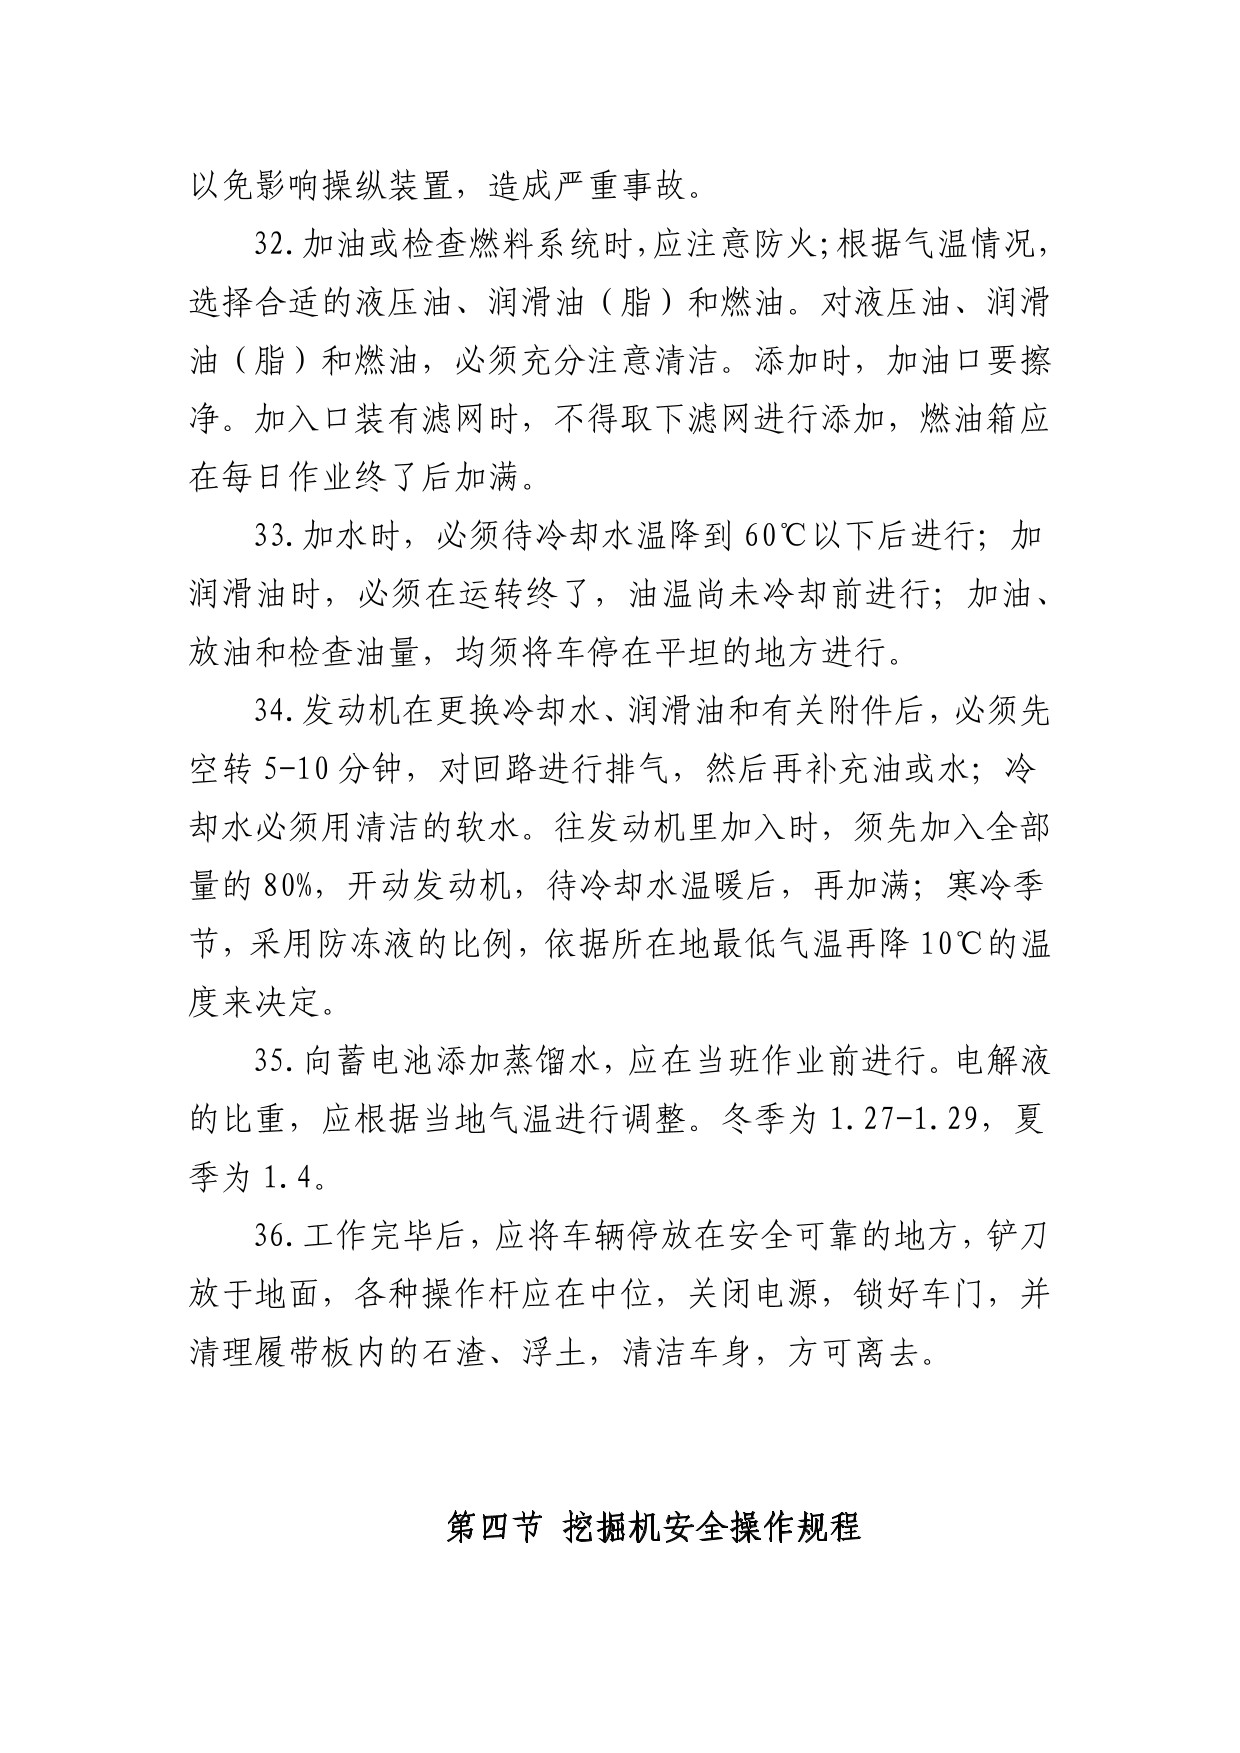 以免影响操纵装置，造成严重事故。
32.加油或检查燃料系统时,应注意防火;根据气温情况,
选择合适的液压油、润滑油（脂）和燃油。对液压油、润滑
油（脂）和燃油，必须充分注意清洁。添加时，加油口要擦
净。加入口装有滤网时，不得取下滤网进行添加，燃油箱应
在每日作业终了后加满。
33.加水时，必须待冷却水温降到 60℃以下后进行；加
润滑油时，必须在运转终了，油温尚未冷却前进行；加油、
放油和检查油量，均须将车停在平坦的地方进行。
34.发动机在更换冷却水、润滑油和有关附件后，必须先
空转 5-10 分钟，对回路进行排气，然后再补充油或水；冷
却水必须用清洁的软水。往发动机里加入时，须先加入全部
量的 80%，开动发动机，待冷却水温暖后，再加满；寒冷季
节，采用防冻液的比例，依据所在地最低气温再降 10℃的温
度来决定。
35.向蓄电池添加蒸馏水，应在当班作业前进行。电解液
的比重，应根据当地气温进行调整。冬季为 1.27-1.29，夏
季为 1.4。
36.工作完毕后，应将车辆停放在安全可靠的地方，铲刀
放于地面，各种操作杆应在中位，关闭电源，锁好车门，并
清理履带板内的石渣、浮土，清洁车身，方可离去。
第四节 挖掘机安全操作规程